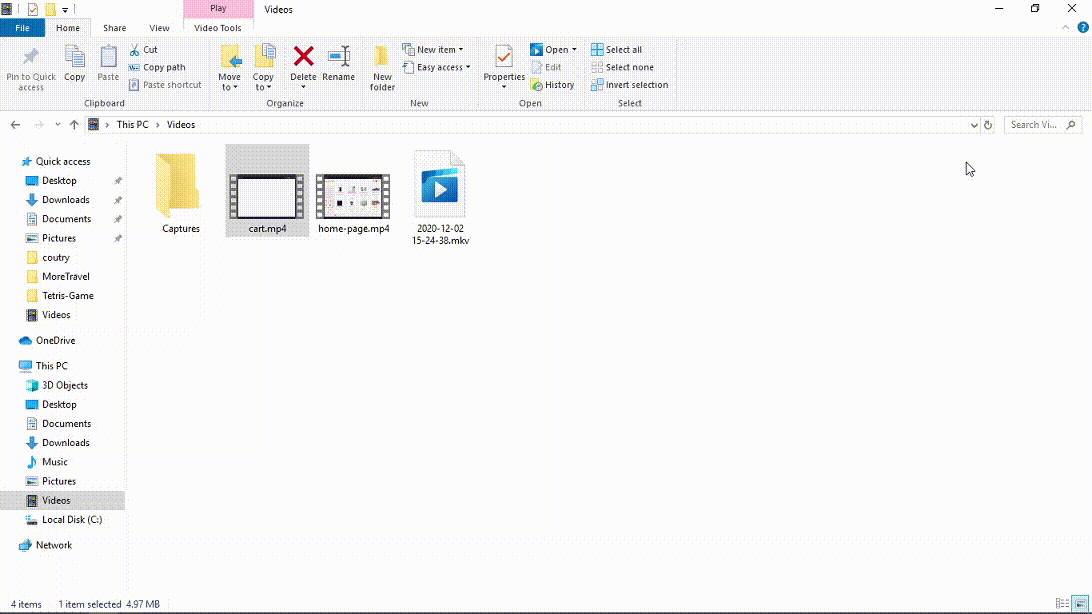 Play
Videos
File
Home
Share
View
Video Tools
Pin to Quick
access
Copy
Paste
Cut
Copy path
Paste shortcut
Clipboard
Move
to
Copy
to
Delete
Rename
Organize
New
folder
New item
Easy access
New
Properties
Open
Edit
History
Open
Select all
Select none
Invert selection
Select
This PC
Videos
Search Vi...
Quick access
Desktop
Downloads
Documents
Pictures
coutry
MoreTravel
Tetris-Game
Videos
OneDrive
This PC
3D Objects
Desktop
Documents
Downloads
Music
Pictures
Videos
Local Disk (C:)
Network
Captures
cart.mp4
home-page.mp4
2020-12-02
15-24-38.mkv
4 items
1 item selected 4.97 MB